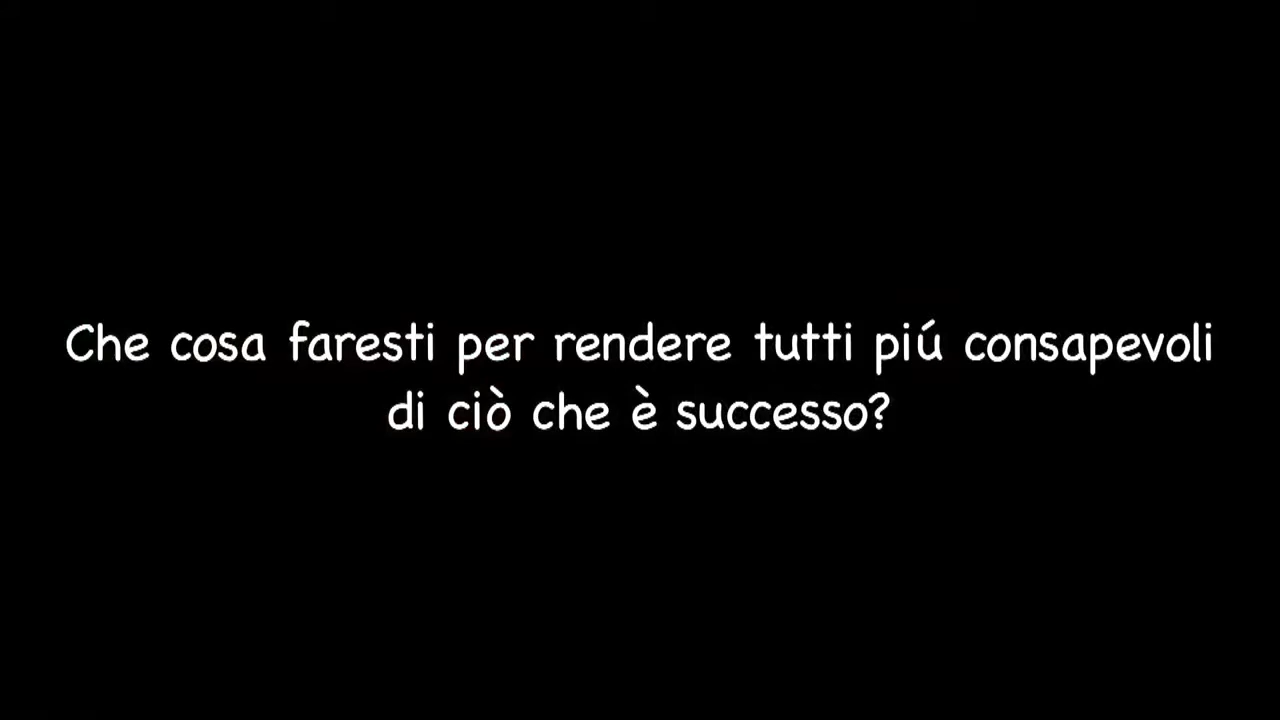 Che cosa faresti per rendere tutti piú consapevoli
di ciò che è successo?